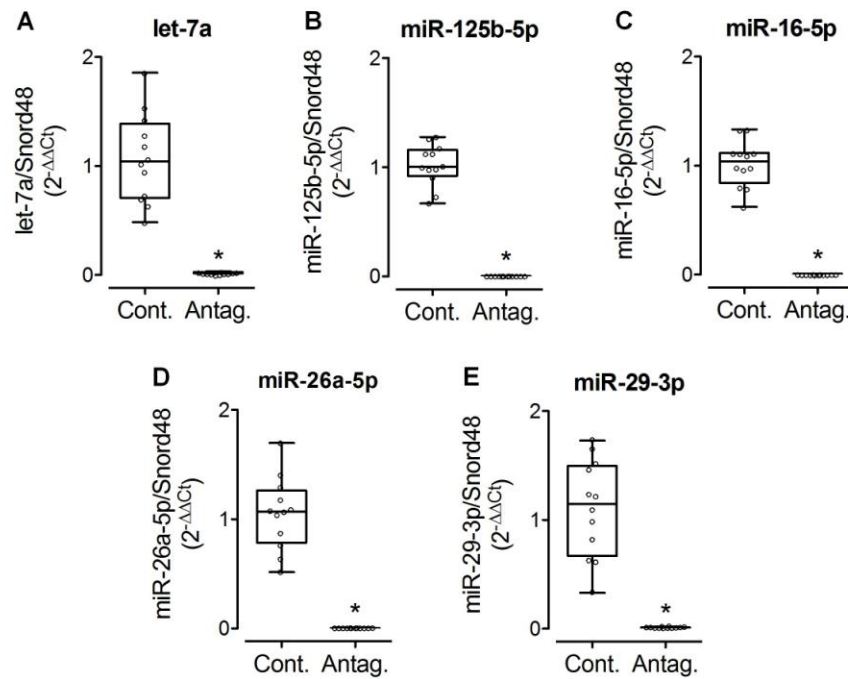 A
let-7a
let-7a/Snord48
(2-ΔΔCt)
2
1
0
*
Cont. Antag.
B
miR-125b-5p
miR-125b-5p/Snord48
(2-ΔΔCt)
2
1
0
*
Cont. Antag.
C
miR-16-5p
miR-16-5p/Snord48
(2-ΔΔCt)
2
1
0
*
Cont. Antag.
D
miR-26a-5p
miR-26a-5p/Snord48
(2-ΔΔCt)
2
1
0
*
Cont. Antag.
E
miR-29-3p
miR-29-3p/Snord48
(2-ΔΔCt)
2
1
0
*
Cont. Antag.